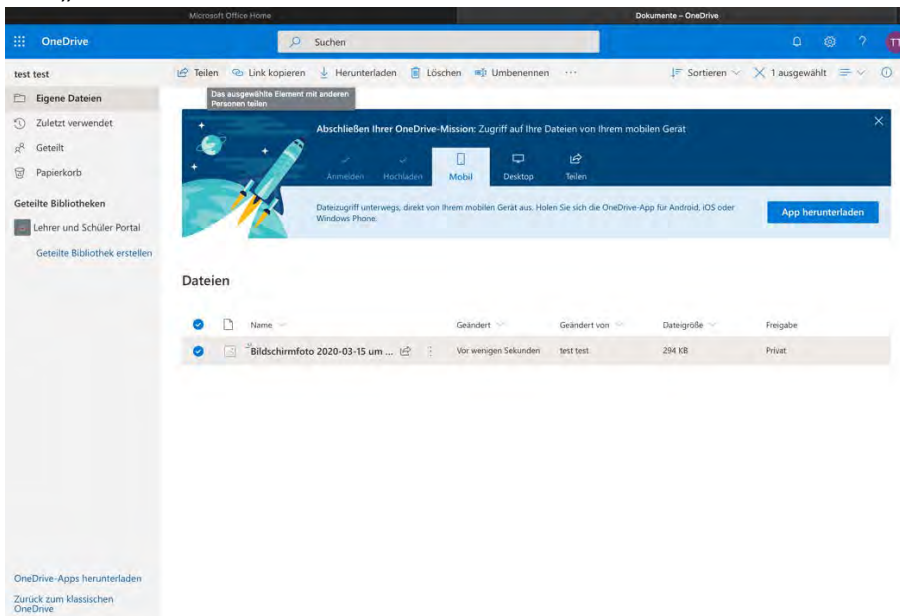 Microsoft Office Home
Dokumente – OneDrive
OneDrive
Suchen
TT
test test
Teilen
Link kopieren
Herunterladen
Löschen
Umbenennen
...
Sortieren
1 ausgewählt
Das ausgewählte Element mit anderen
Personen teilen
Eigene Dateien
Zuletzt verwendet
Geteilt
Papierkorb
Geteilte Bibliotheken
Lehrer und Schüler Portal
Geteilte Bibliothek erstellen
Abschließen Ihrer OneDrive-Mission: Zugriff auf Ihre Dateien von Ihrem mobilen Gerät
Anmelden
Hochladen
Mobil
Desktop
Teilen
Dateizugriff unterwegs, direkt von Ihrem mobilen Gerät aus. Holen Sie sich die OneDrive-App für Android, iOS oder
Windows Phone.
App herunterladen
Dateien
Name
Geändert
Geändert von
Dateigröße
Freigabe
Bildschirmfoto 2020-03-15 um ...
Vor wenigen Sekunden
test test
294 KB
Privat
OneDrive-Apps herunterladen
Zurück zum klassischen
OneDrive